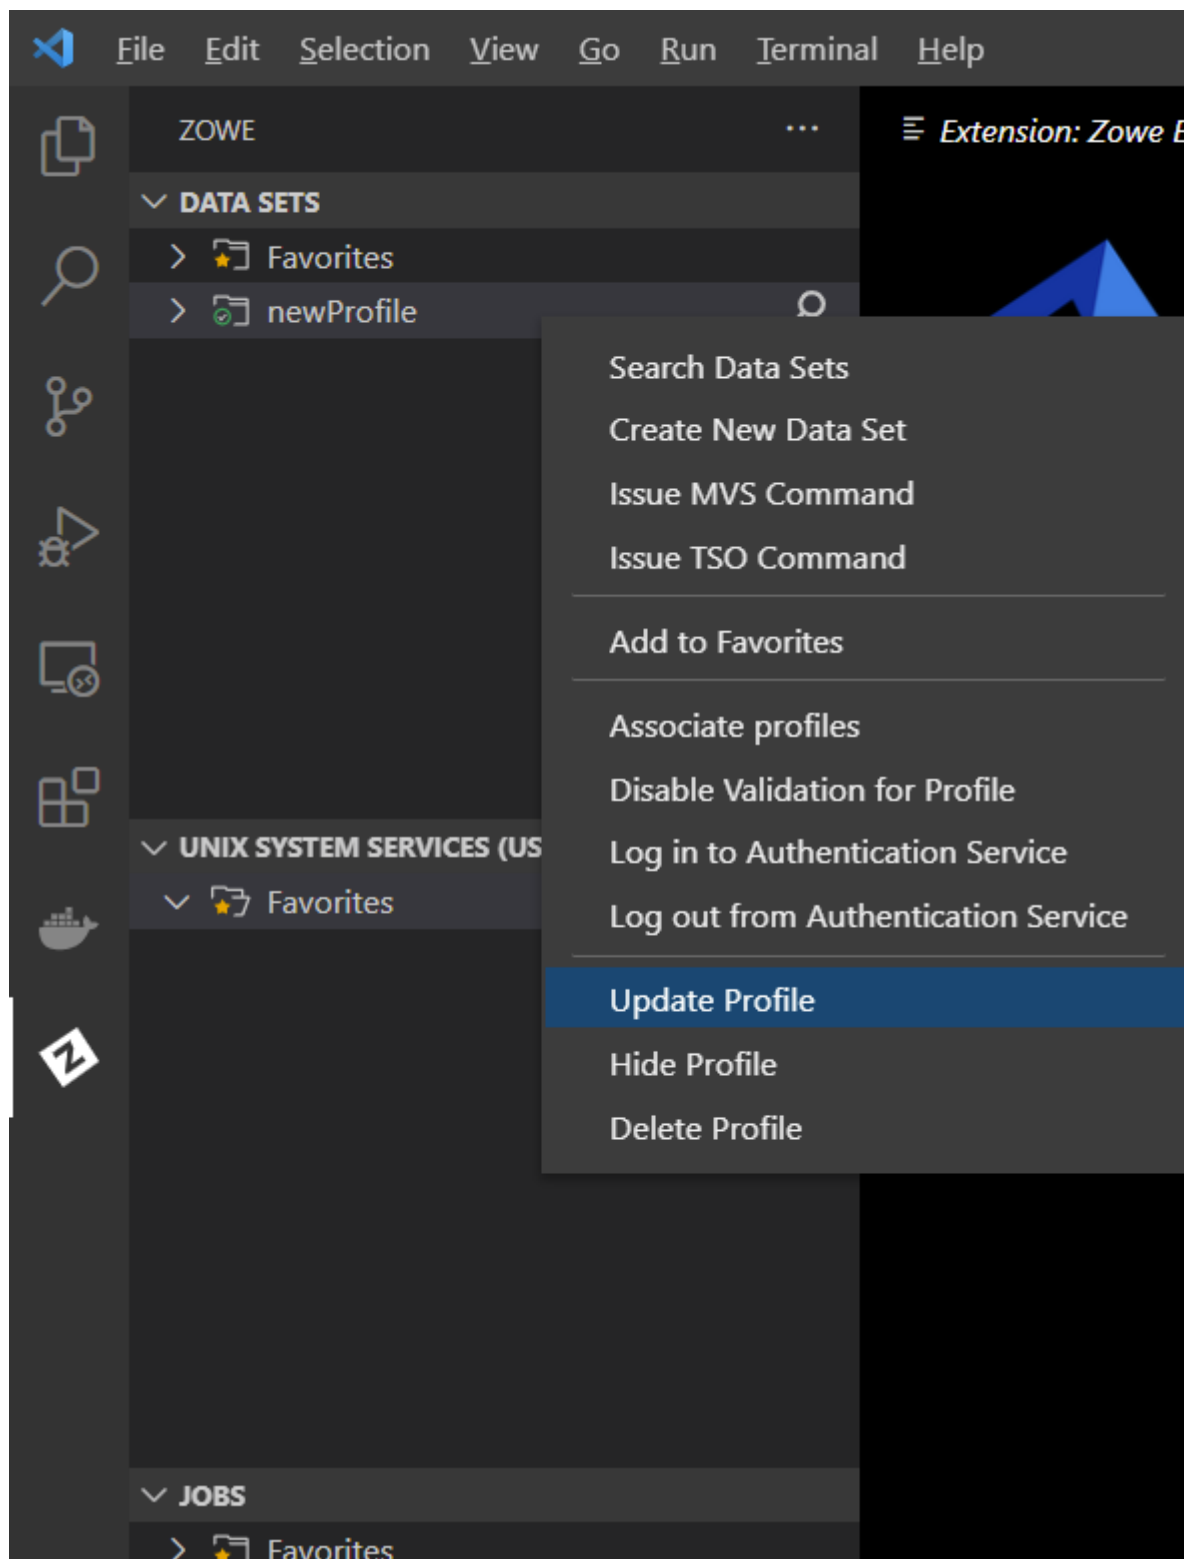 File Edit Selection View Go Run Terminal Help
ZOWE
Extension: Zowe E
DATA SETS
Favorites
newProfile
Search Data Sets
Create New Data Set
Issue MVS Command
Issue TSO Command
Add to Favorites
Associate profiles
Disable Validation for Profile
Log in to Authentication Service
Log out from Authentication Service
Update Profile
Hide Profile
Delete Profile
UNIX SYSTEM SERVICES (US
Favorites
JOBS
Favorites